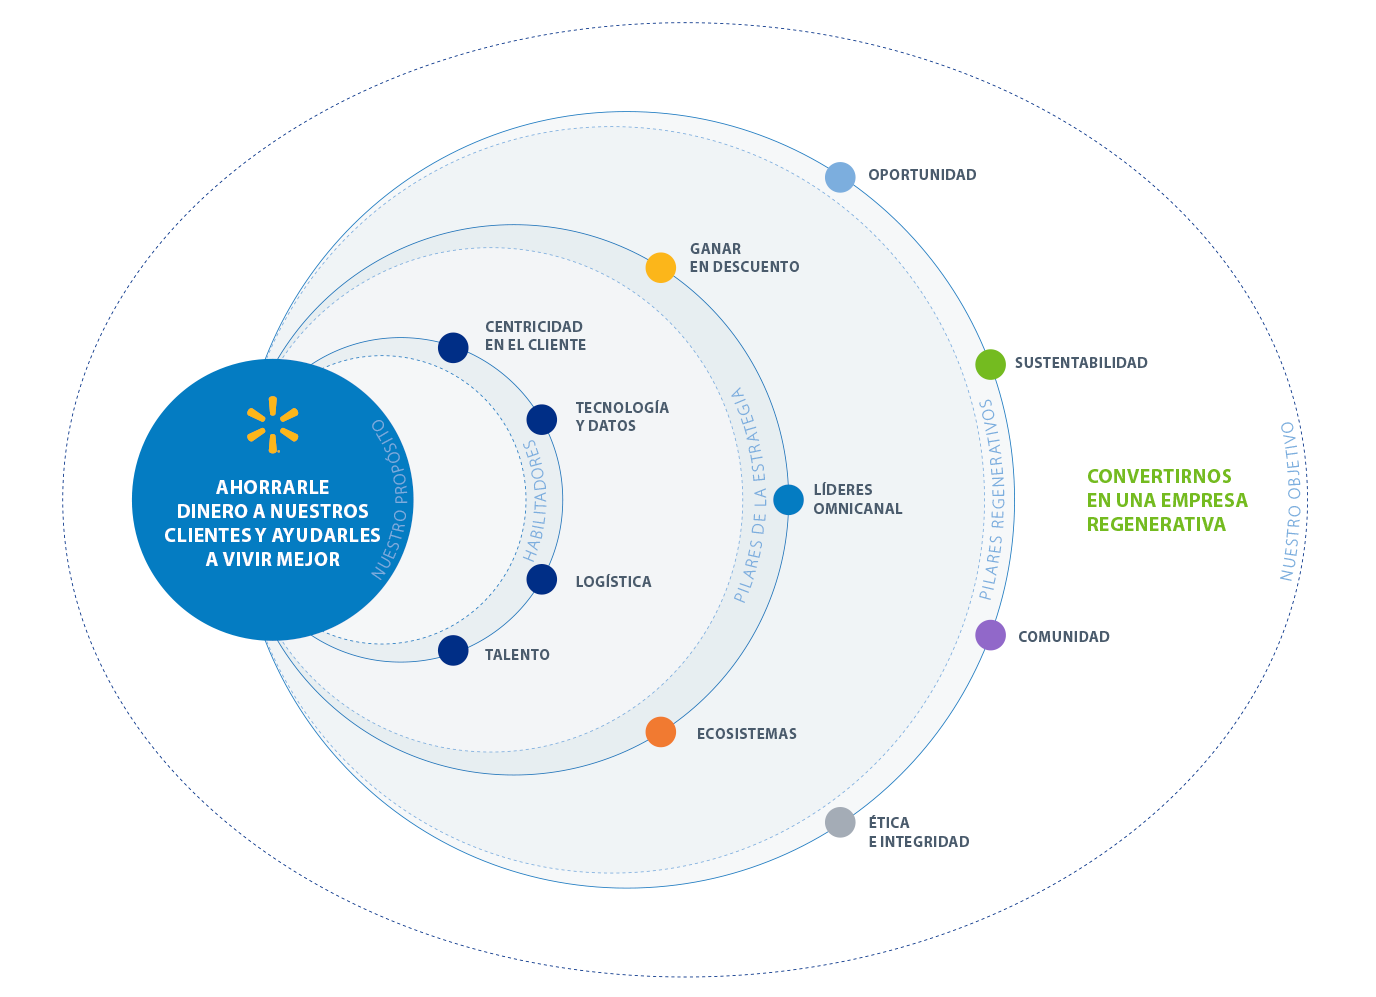 AHORRARLE
DINERO A NUESTROS
CLIENTES Y AYUDARLES
A VIVIR MEJOR
NUESTRO PROPÓSITO
CENTRICIDAD
EN EL CLIENTE
TECNOLOGÍA
Y DATOS
LOGÍSTICA
TALENTO
HABILITADORES
GANAR
EN DESCUENTO
LÍDERES
OMNICANAL
ECOSISTEMAS
PILARES DE LA ESTRATEGIA
OPORTUNIDAD
SUSTENTABILIDAD
COMUNIDAD
ÉTICA
E INTEGRIDAD
PILARES REGENERATIVOS
CONVERTIRNOS
EN UNA EMPRESA
REGENERATIVA
NUESTRO OBJETIVO